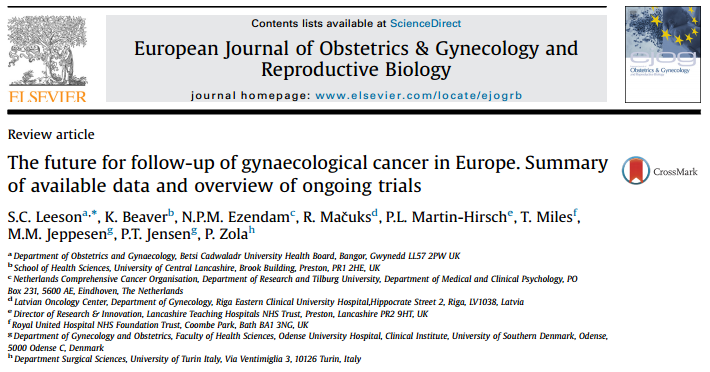 Contents lists available at ScienceDirect
European Journal of Obstetrics & Gynecology and
Reproductive Biology
journal homepage: www.elsevier.com/locate/ejogrb
ELSEVIER
ejog
Obstetrics & Gynecology
Review article
The future for follow-up of gynaecological cancer in Europe. Summary
of available data and overview of ongoing trials
CrossMark
S.C. Leesonᵃ,*, K. Beaverᵇ, N.P.M. Ezendamᶜ, R. Mačuksᵈ, P.L. Martin-Hirschᵉ, T. Milesᶠ,
M.M. Jeppesenᵍ, P.T. Jensenᵍ, P. Zolaʰ
ᵃ Department of Obstetrics and Gynaecology, Betsi Cadwaladr University Health Board, Bangor, Gwynedd LL57 2PW UK
ᵇ School of Health Sciences, University of Central Lancashire, Brook Building, Preston, PR1 2HE, UK
ᶜ Netherlands Comprehensive Cancer Organisation, Department of Research and Tilburg University, Department of Medical and Clinical Psychology, PO
Box 231, 5600 AE, Eindhoven, The Netherlands
ᵈ Latvian Oncology Center, Department of Gynecology, Riga Eastern Clinical University Hospital,Hippocrate Street 2, Riga, LV1038, Latvia
ᵉ Director of Research & Innovation, Lancashire Teaching Hospitals NHS Trust, Preston, Lancashire PR2 9HT, UK
ᶠ Royal United Hospital NHS Foundation Trust, Coombe Park, Bath BA1 3NG, UK
ᵍ Department of Gynecology and Obstetrics, Faculty of Health Sciences, Odense University Hospital, Clinical Institute, University of Southern Denmark, Odense,
5000 Odense C, Denmark
ʰ Department Surgical Sciences, University of Turin Italy, Via Ventimiglia 3, 10126 Turin, Italy